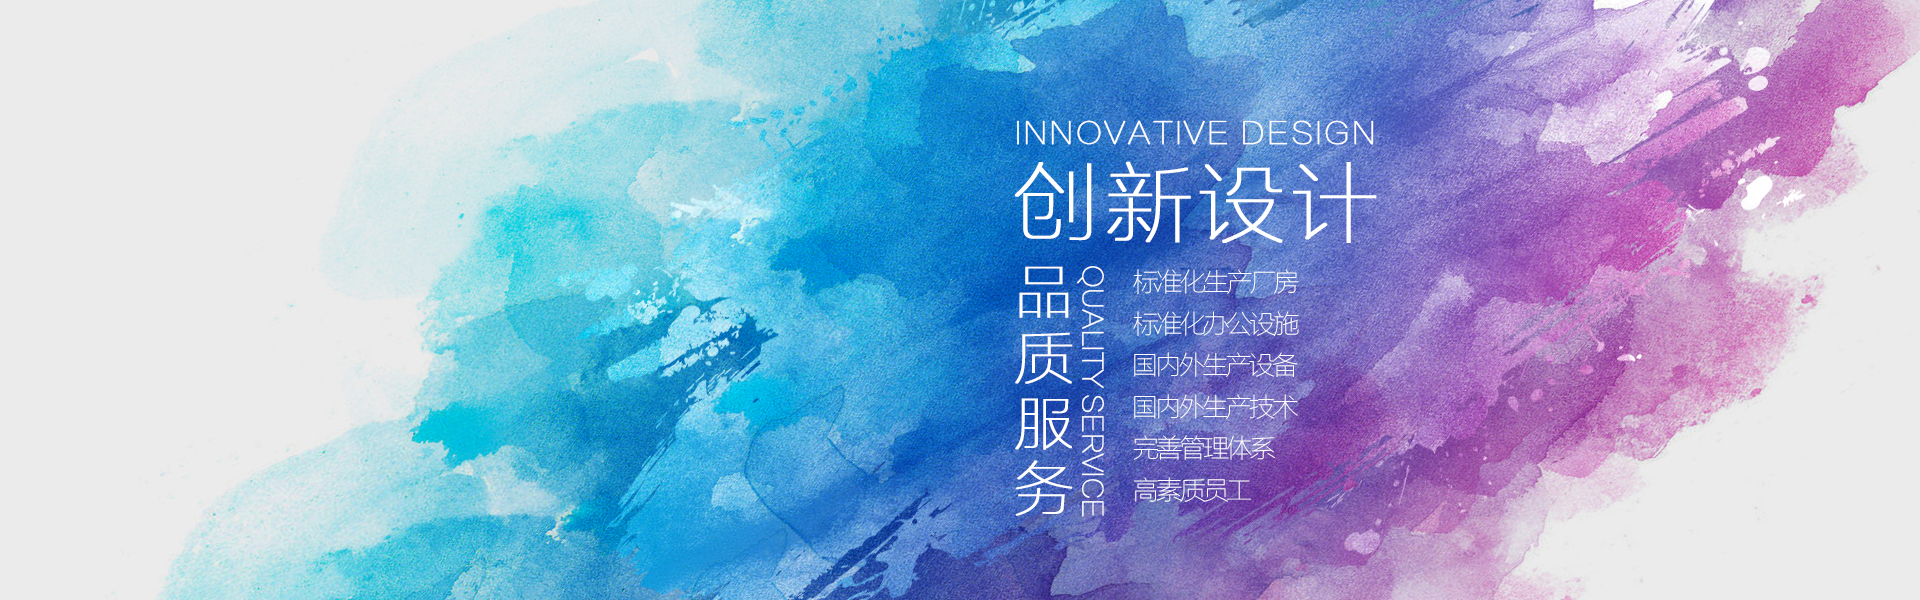 INNOVATIVE DESIGN
创新设计
品质服务
QUALITY SERVICE
标准化生产厂房
标准化办公设施
国内外生产设备
国内外生产技术
完善管理体系
高素质员工